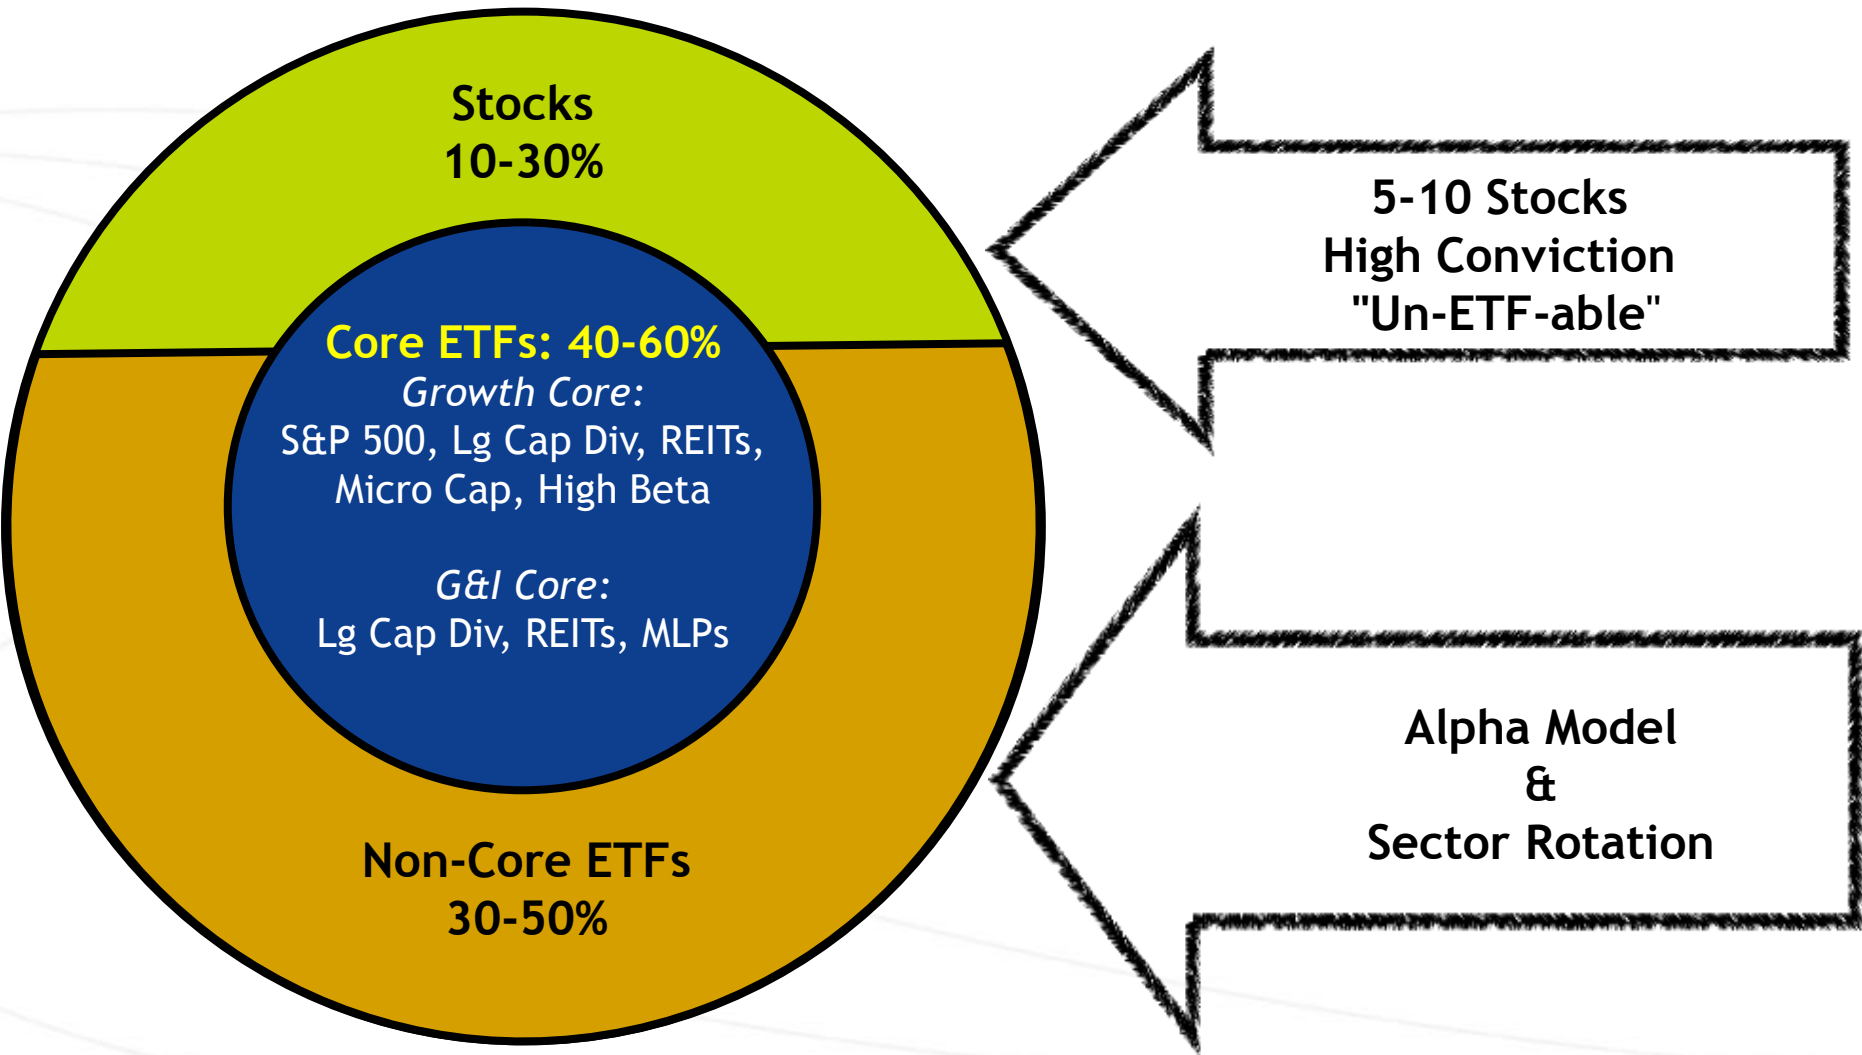 Stocks
10-30%
Core ETFs: 40-60%
Growth Core:
S&P 500, Lg Cap Div, REITs,
Micro Cap, High Beta
G&I Core:
Lg Cap Div, REITs, MLPs
Non-Core ETFs
30-50%
5-10 Stocks
High Conviction
"Un-ETF-able"
Alpha Model
&
Sector Rotation